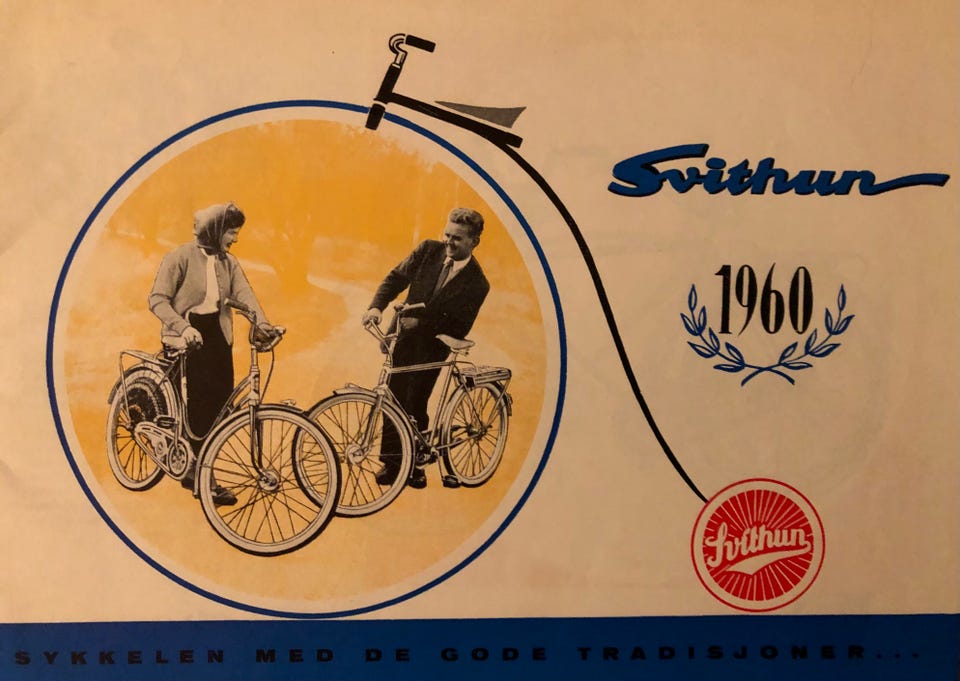 Svithun
1960
Svithun
SYKKELEN MED DE GODE TRADISJONER...